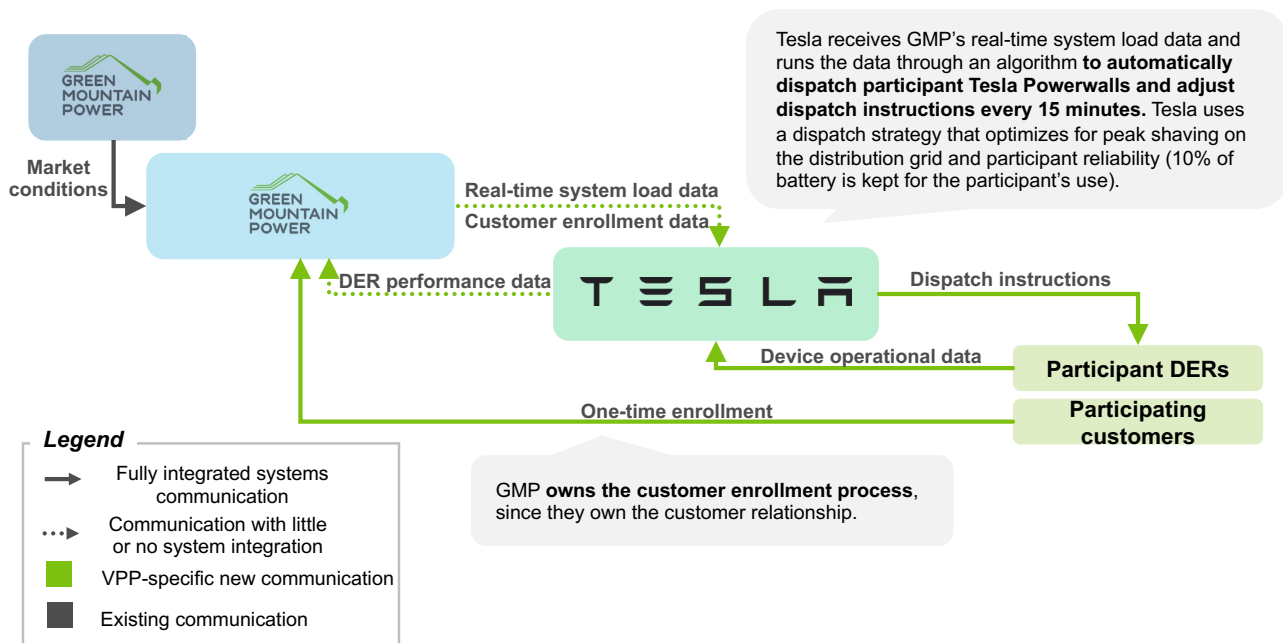 GREEN
MOUNTAIN
POWER
Tesla receives GMP's real-time system load data and
runs the data through an algorithm to automatically
dispatch participant Tesla Powerwalls and adjust
dispatch instructions every 15 minutes. Tesla uses
a dispatch strategy that optimizes for peak shaving on
the distribution grid and participant reliability (10% of
battery is kept for the participant's use).
Market
conditions
GREEN
MOUNTAIN
POWER
Real-time system load data
Customer enrollment data
DER performance data
TESLA
Dispatch instructions
Device operational data
Participant DERs
One-time enrollment
Participating
customers
Legend
Fully integrated systems
communication
Communication with little
or no system integration
VPP-specific new communication
Existing communication
GMP owns the customer enrollment process,
since they own the customer relationship.